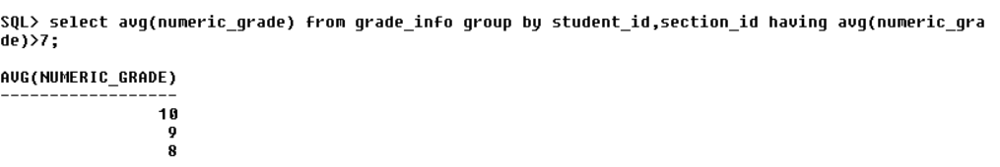 SQL> select avg(numeric_grade) from grade_info group by student_id,section_id having avg(numeric_gra
de)>7;
AVG(NUMERIC_GRADE)
------------------
10
9
8